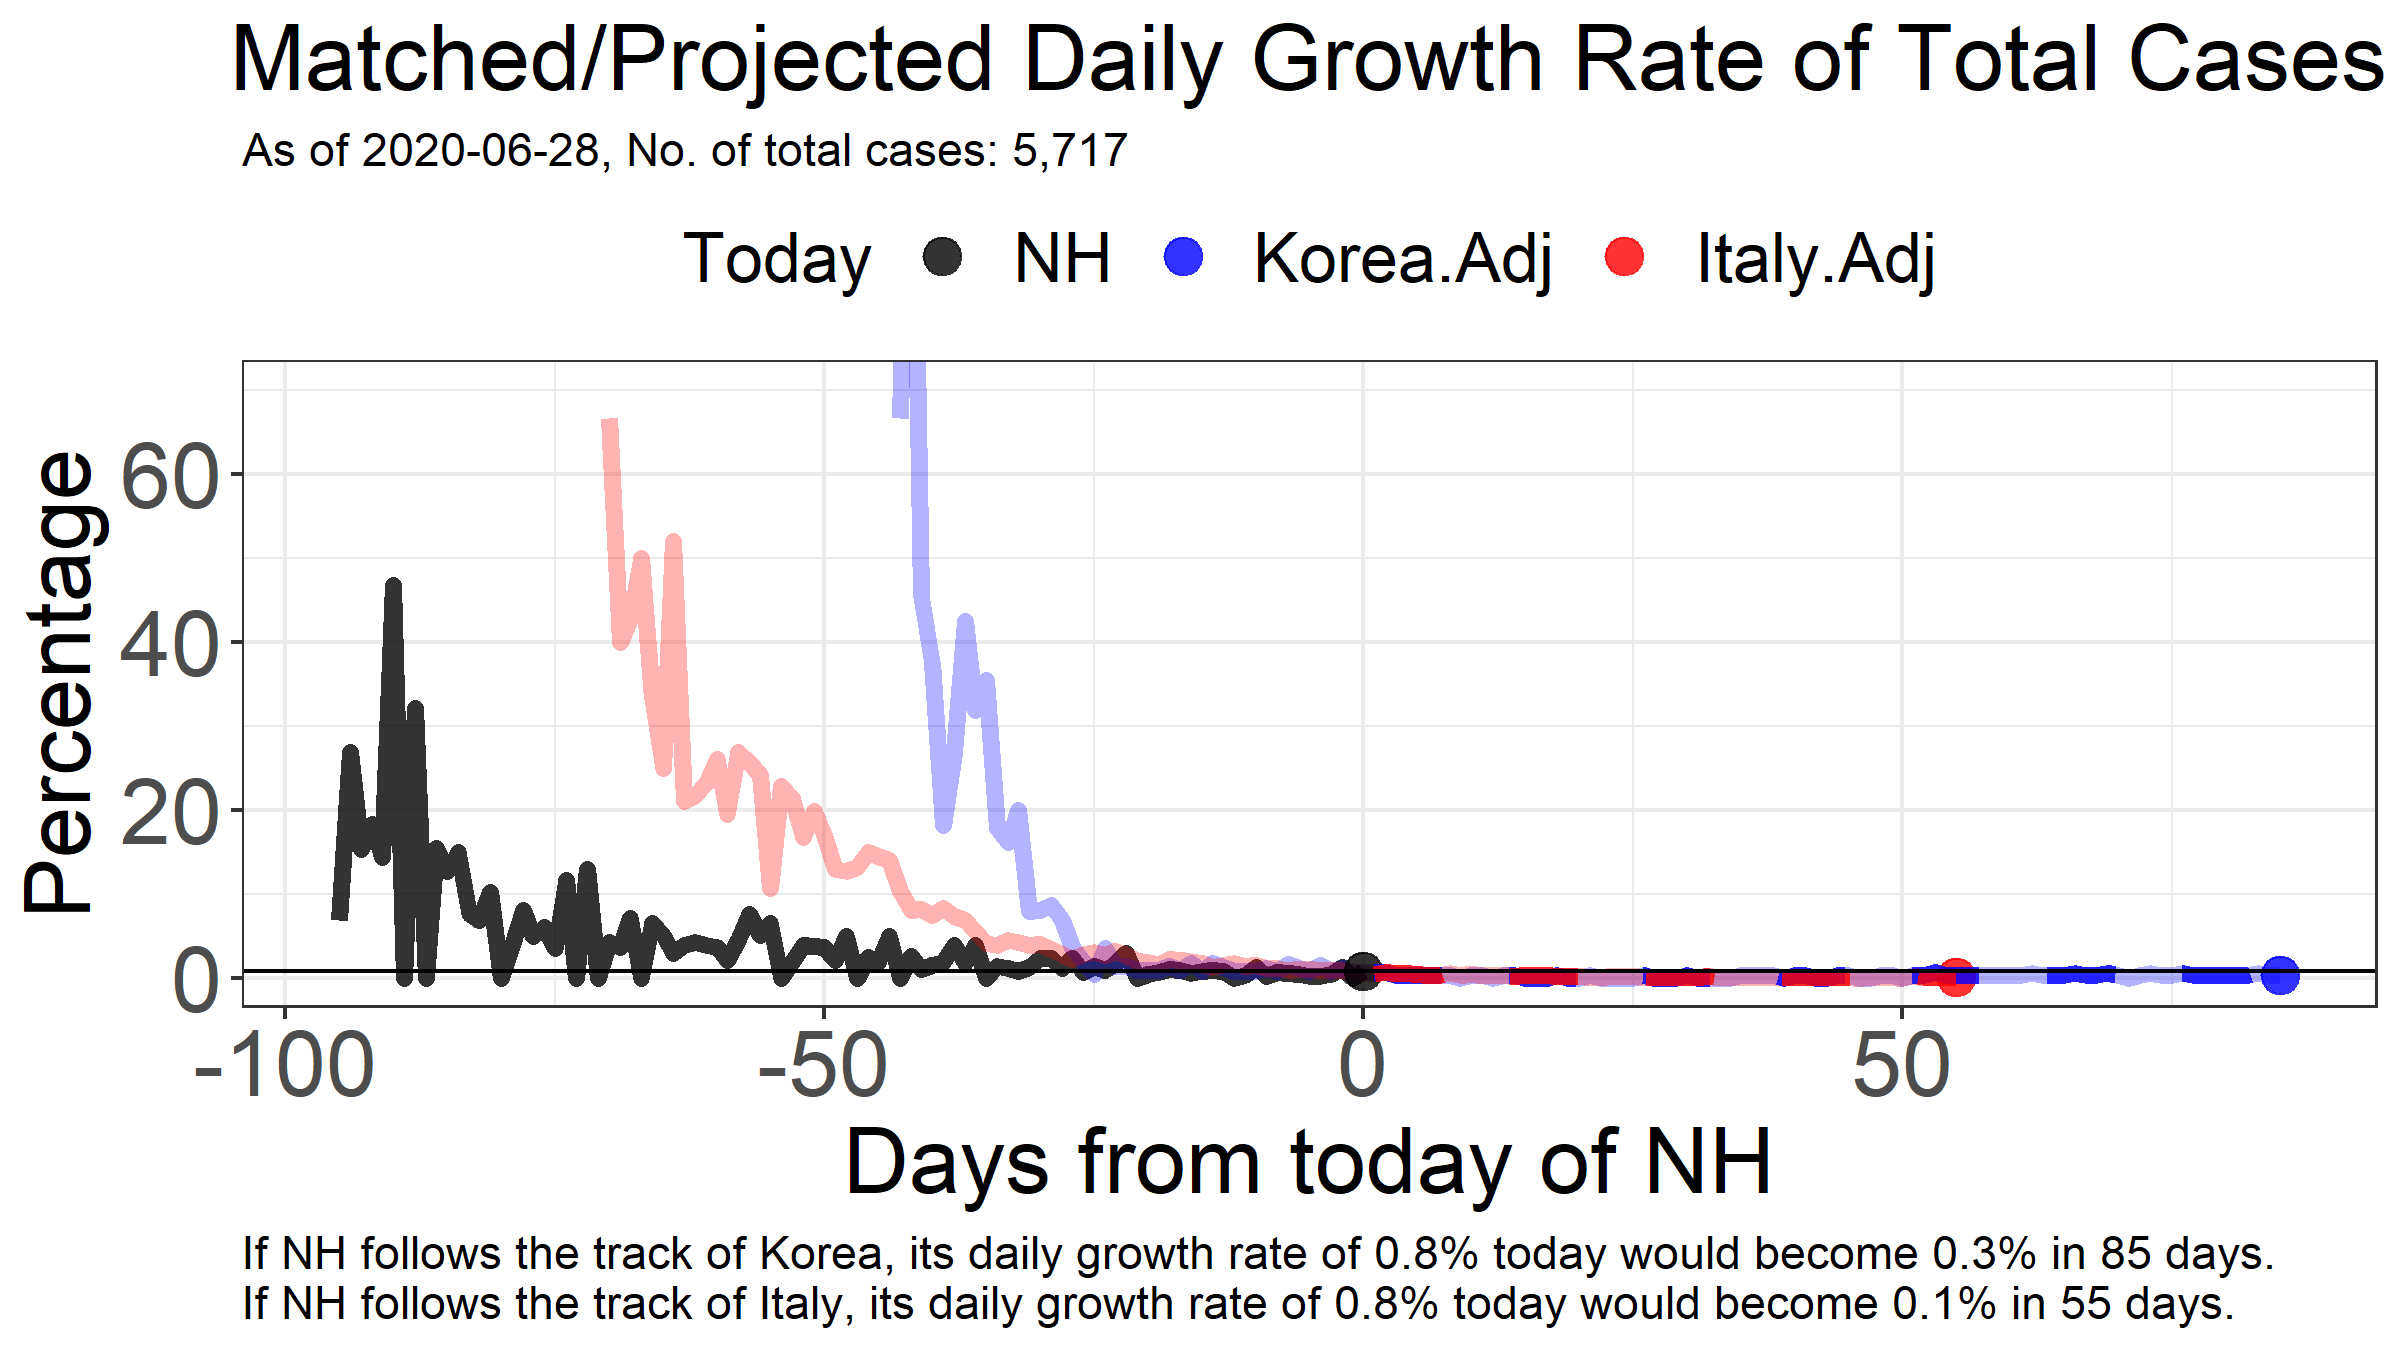 Matched/Projected Daily Growth Rate of Total Cases
As of 2020-06-28, No. of total cases: 5,717
Today NH Korea.Adj Italy.Adj
Percentage
60
40
20
0
-100 -50 0 50
Days from today of NH
If NH follows the track of Korea, its daily growth rate of 0.8% today would become 0.3% in 85 days.
If NH follows the track of Italy, its daily growth rate of 0.8% today would become 0.1% in 55 days.